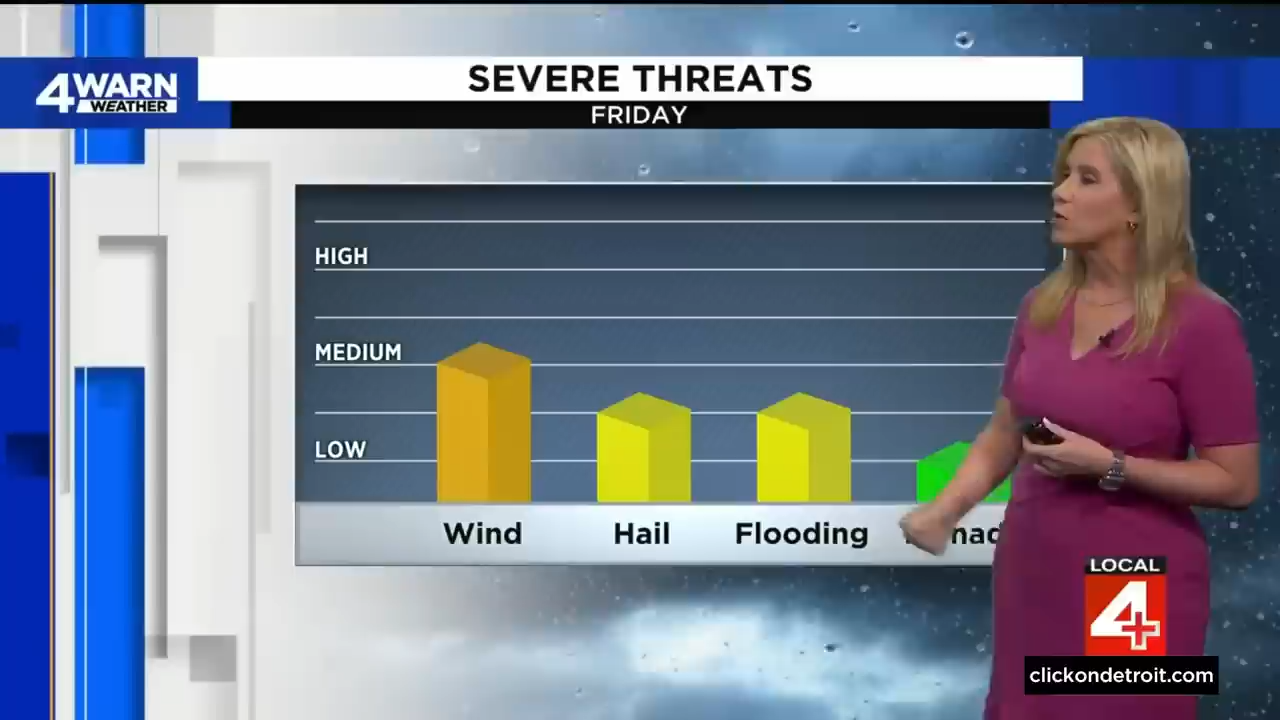 4WARN
WEATHER
SEVERE THREATS
FRIDAY
HIGH
MEDIUM
LOW
Wind Hail Flooding
LOCAL
4+
clickondetroit.com